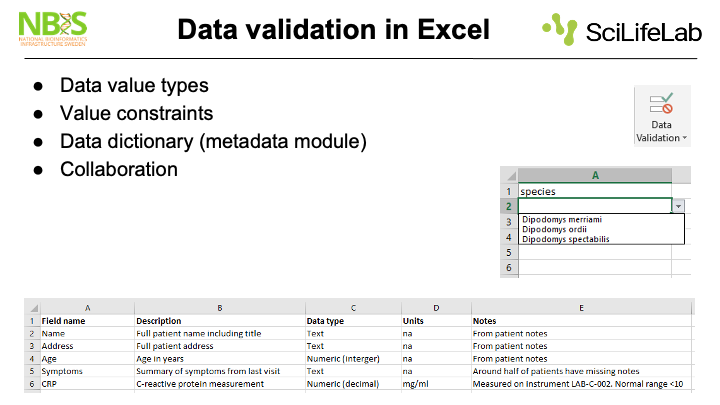 NBIS
NATIONAL BIOINFORMATICS
INFRASTRUCTURE SWEDEN
Data validation in Excel
SciLifeLab
● Data value types
● Value constraints
● Data dictionary (metadata module)
● Collaboration
Data
Validation
A
1 species
2
3 Dipodomys merriami
Dipodomys ordii
4 Dipodomys spectabilis
5
6
A B C D E
1 Field name Description Data type Units Notes
2 Name Full patient name including title Text na From patient notes
3 Address Full patient address Text na From patient notes
4 Age Age in years Numeric (interger) na From patient notes
5 Symptoms Summary of symptoms from last visit Text na Around half of patients have missing notes
6 CRP C-reactive protein measurement Numeric (decimal) mg/ml Measured on instrument LAB-C-002. Normal range <10